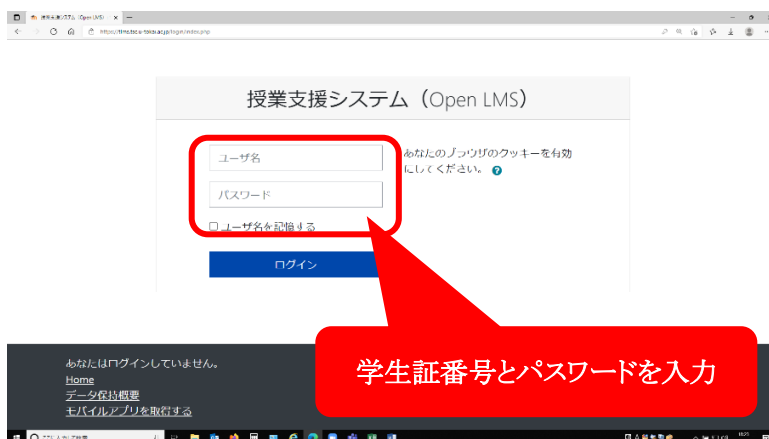 授業支援システム（Open LMS）
ユーザ名
パスワード
ユーザ名を記憶する
ログイン
あなたのブラウザのクッキーを有効
にしてください。
学生証番号とパスワードを入力
あなたはログインしていません。
Home
データ保持概要
モバイルアプリを取得する